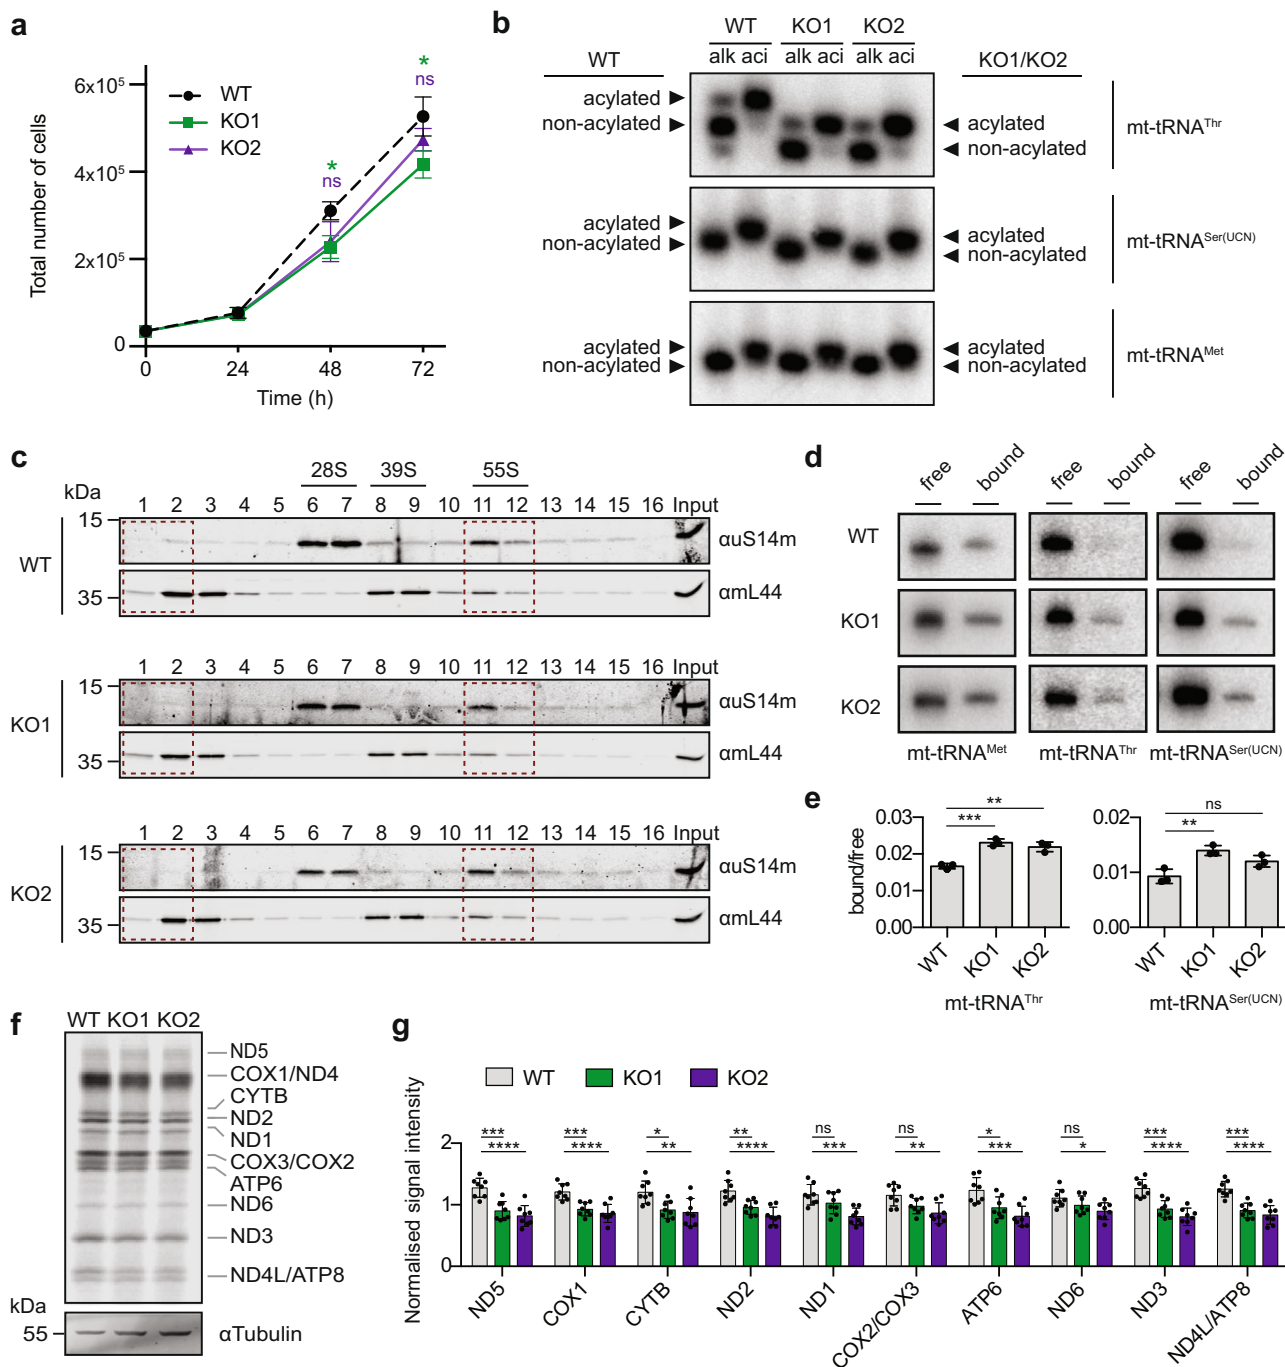 a
Total number of cells
6x10⁵
4x10⁵
2x10⁵
0
0 24 48 72
Time (h)
WT
KO1
KO2
*
ns
*
ns
b
WT KO1 KO2
alk aci alk aci alk aci
WT
KO1/KO2
acylated
non-acylated
acylated
non-acylated
mt-tRNAᵀʰʳ
acylated
non-acylated
acylated
non-acylated
mt-tRNA^Ser(UCN)
acylated
non-acylated
acylated
non-acylated
mt-tRNAᴹᵉᵗ
c
28S 39S 55S
kDa
1 2 3 4 5 6 7 8 9 10 11 12 13 14 15 16 Input
WT
15
αuS14m
35
αmL44
1 2 3 4 5 6 7 8 9 10 11 12 13 14 15 16 Input
KO1
15
αuS14m
35
αmL44
1 2 3 4 5 6 7 8 9 10 11 12 13 14 15 16 Input
KO2
15
αuS14m
35
αmL44
d
free bound free bound free bound
WT
KO1
KO2
mt-tRNAᴹᵉᵗ mt-tRNAᵀʰʳ mt-tRNA^Ser(UCN)
e
bound/free
0.03
0.02
0.01
0.00
**
***
WT KO1 KO2
mt-tRNAᵀʰʳ
0.02
0.01
0.00
ns
**
WT KO1 KO2
mt-tRNA^Ser(UCN)
f
WT KO1 KO2
ND5
COX1/ND4
CYTB
ND2
ND1
COX3/COX2
ATP6
ND6
ND3
ND4L/ATP8
kDa
55
αTubulin
g
WT KO1 KO2
Normalised signal intensity
2
1
0
*** *** * ** ns ns * ns *** ***
**** **** ** **** *** ** *** * **** ****
ND5 COX1 CYTB ND2 ND1 COX2/COX3 ATP6 ND6 ND3 ND4L/ATP8